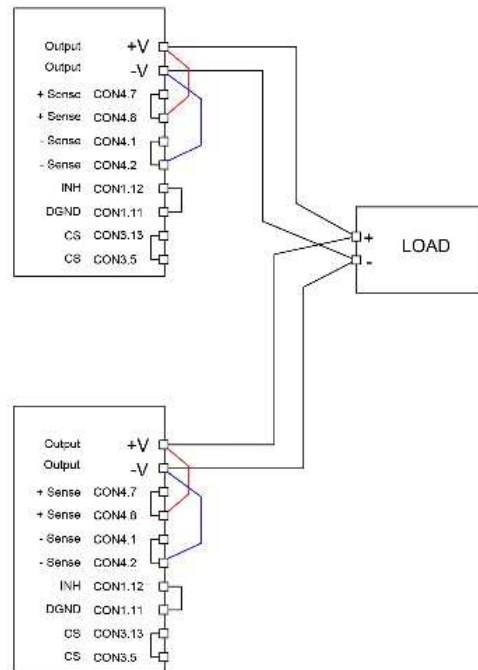 Output +V
Output -V
+ Sense CON4.7
+ Sense CON4.8
- Sense CON4.1
- Sense CON4.2
INH CON1.12
DGND CON1.11
CS CON3.13
CS CON3.5
+ LOAD
-
Output +V
Output -V
+ Sense CON4.7
+ Sense CON4.8
- Sense CON4.1
- Sense CON4.2
INH CON1.12
DGND CON1.11
CS CON3.13
CS CON3.5